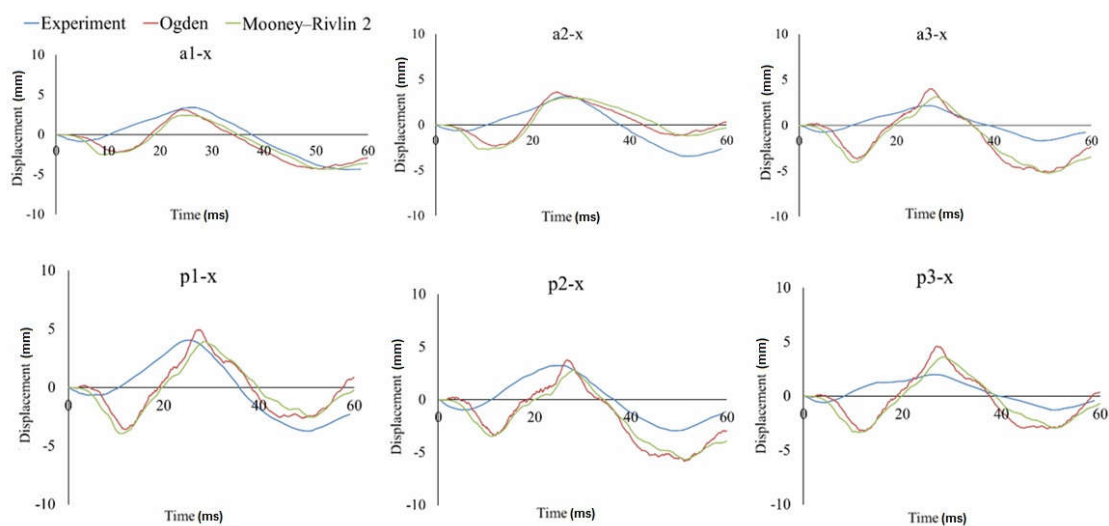 Experiment Ogden Mooney–Rivlin 2
a1-x
10
5
0
-5
-10
Displacement (mm)
0 10 20 30 40 50 60
Time (ms)
a2-x
10
5
0
-5
-10
Displacement (mm)
0 20 40 60
Time (ms)
a3-x
10
5
0
-5
-10
Displacement (mm)
0 20 40 60
Time (ms)
p1-x
10
5
0
-5
-10
Displacement (mm)
0 20 40 60
Time (ms)
p2-x
10
5
0
-5
-10
Displacement (mm)
0 20 40 60
Time (ms)
p3-x
10
5
0
-5
-10
Displacement (mm)
0 10 20 30 40 50 60
Time (ms)